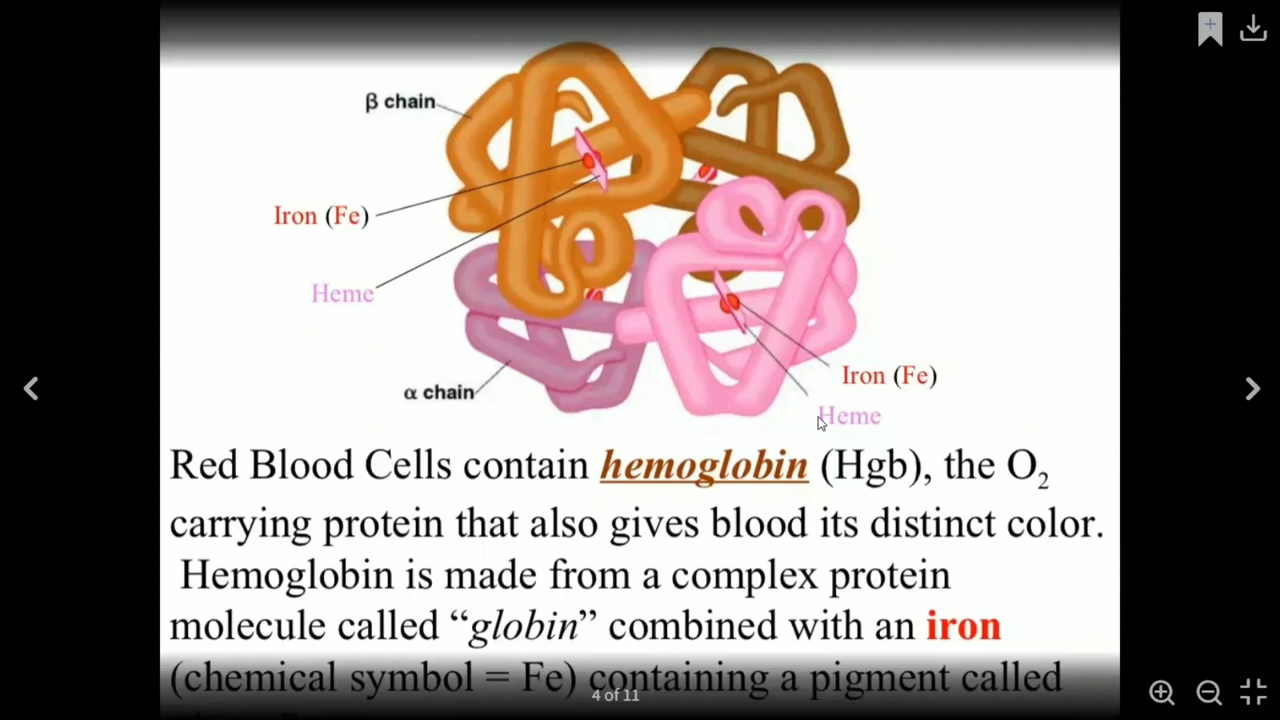 β chain
Iron (Fe)
Heme
α chain
Iron (Fe)
Heme
Red Blood Cells contain hemoglobin (Hgb), the O₂
carrying protein that also gives blood its distinct color.
Hemoglobin is made from a complex protein
molecule called “globin” combined with an iron
(chemical symbol = Fe) containing a pigment called
4 of 11